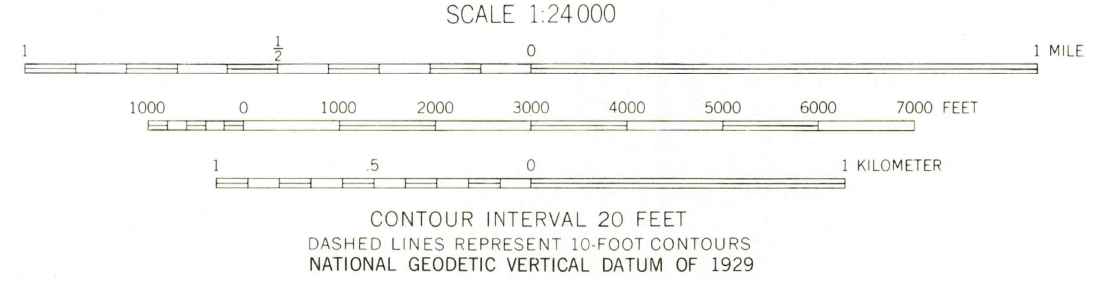 SCALE 1:24 000
1 1/2 0 1 MILE
1000 0 1000 2000 3000 4000 5000 6000 7000 FEET
1 .5 0 1 KILOMETER
CONTOUR INTERVAL 20 FEET
DASHED LINES REPRESENT 10-FOOT CONTOURS
NATIONAL GEODETIC VERTICAL DATUM OF 1929